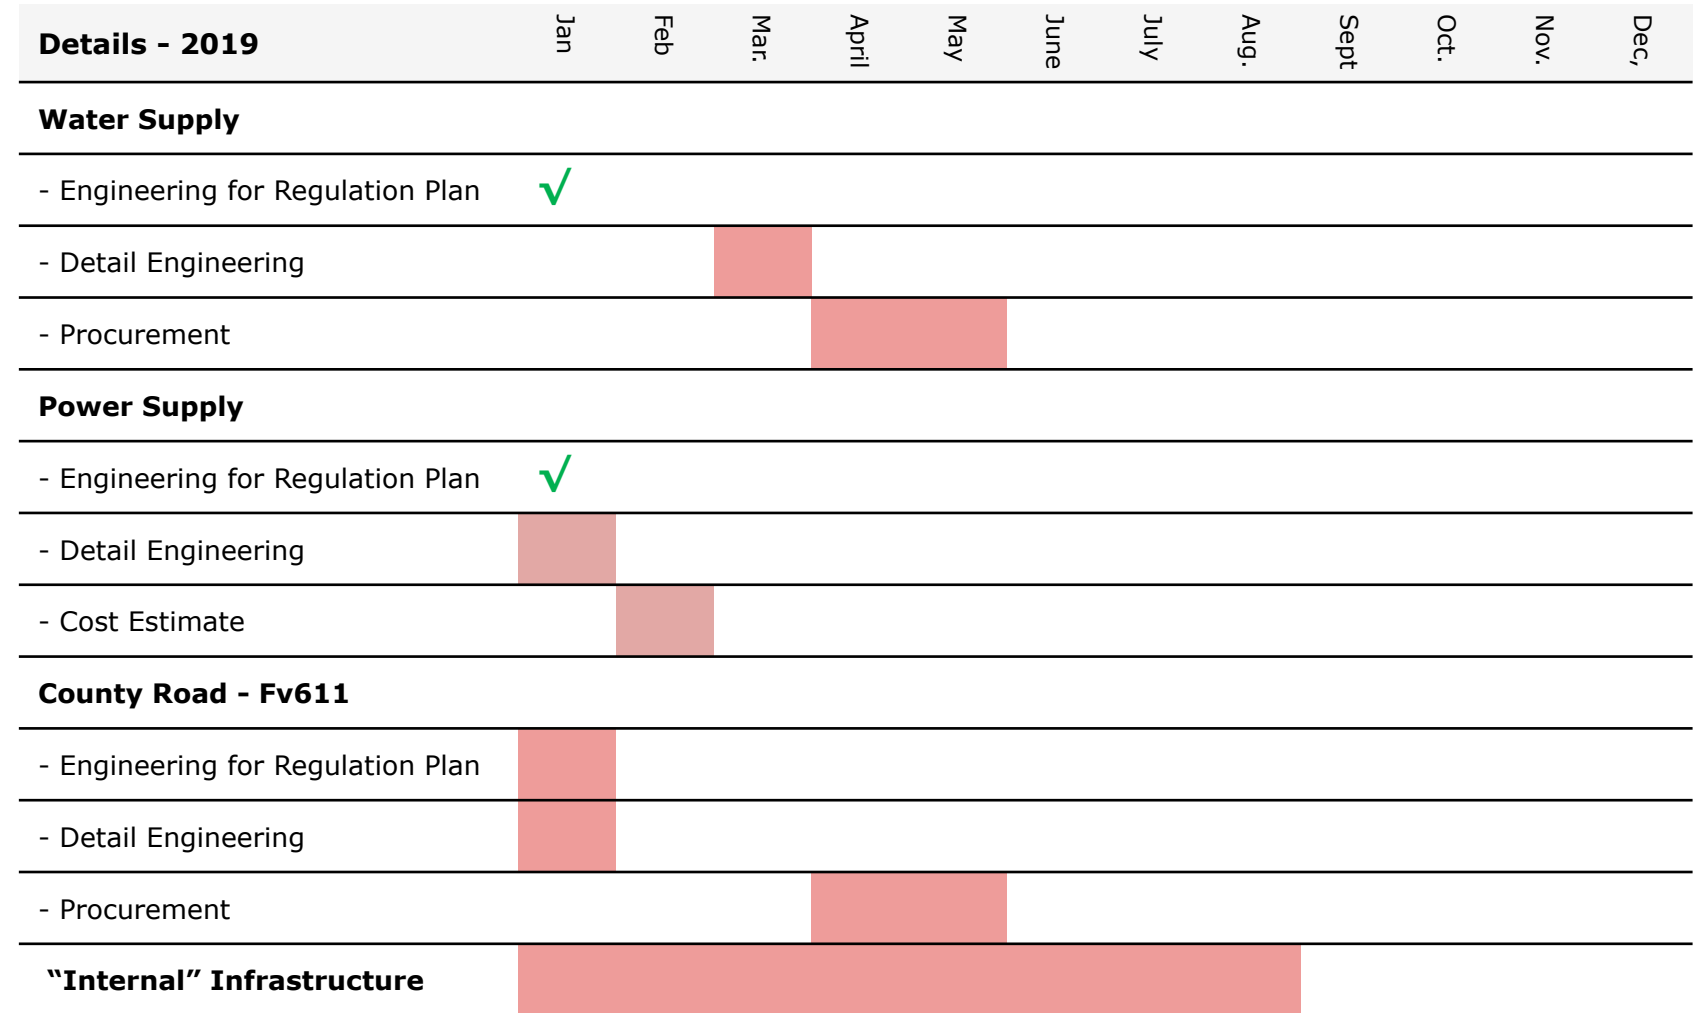 Details - 2019 Jan Feb Mar. April May June July Aug. Sept Oct. Nov. Dec,
Water Supply
- Engineering for Regulation Plan √
- Detail Engineering
- Procurement
Power Supply
- Engineering for Regulation Plan √
- Detail Engineering
- Cost Estimate
County Road - Fv611
- Engineering for Regulation Plan
- Detail Engineering
- Procurement
“Internal” Infrastructure